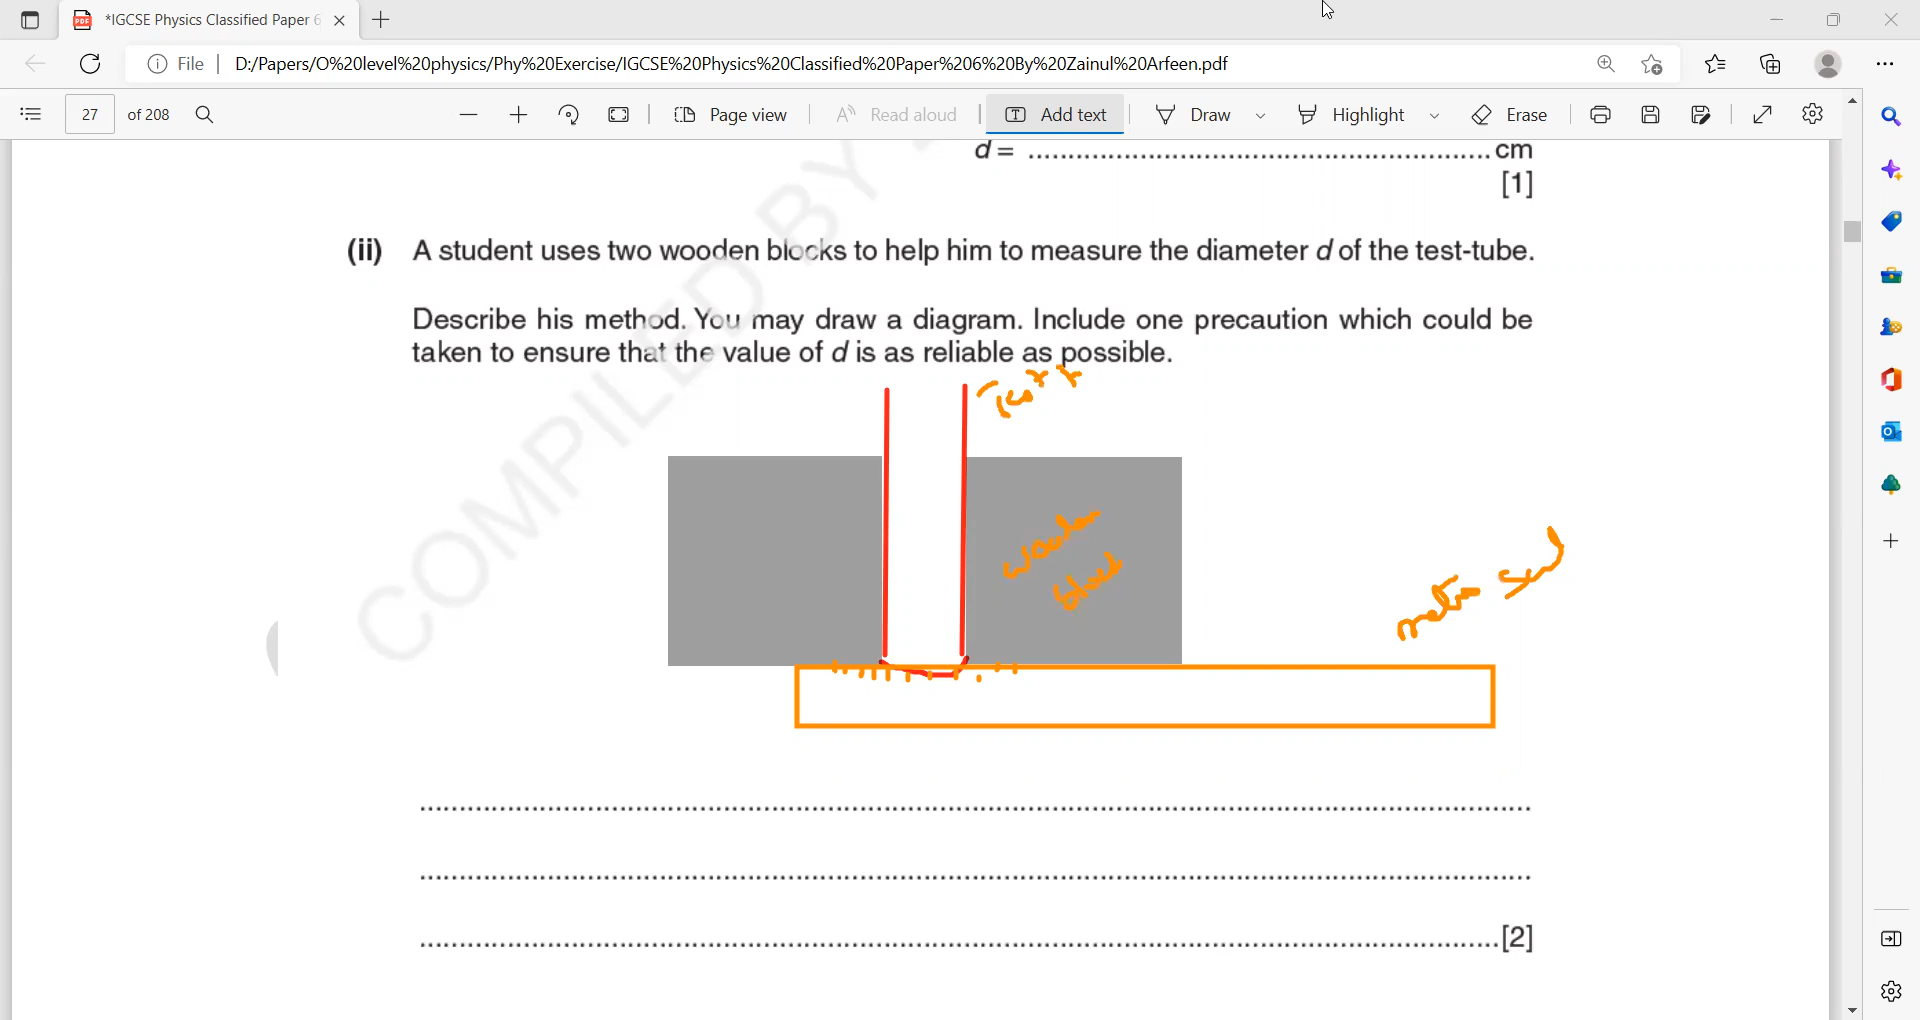 *IGCSE Physics Classified Paper 6
File
D:/Papers/O%20level%20physics/Phy%20Exercise/IGCSE%20Physics%20Classified%20Paper%206%20By%20Zainul%20Arfeen.pdf
27 of 208
Page view
Read aloud
Add text
Draw
Highlight
Erase
d = ........................................................ cm
[1]
(ii) A student uses two wooden blocks to help him to measure the diameter d of the test-tube.
Describe his method. You may draw a diagram. Include one precaution which could be
taken to ensure that the value of d is as reliable as possible.
wooden
block
COMPILED BY
[2]